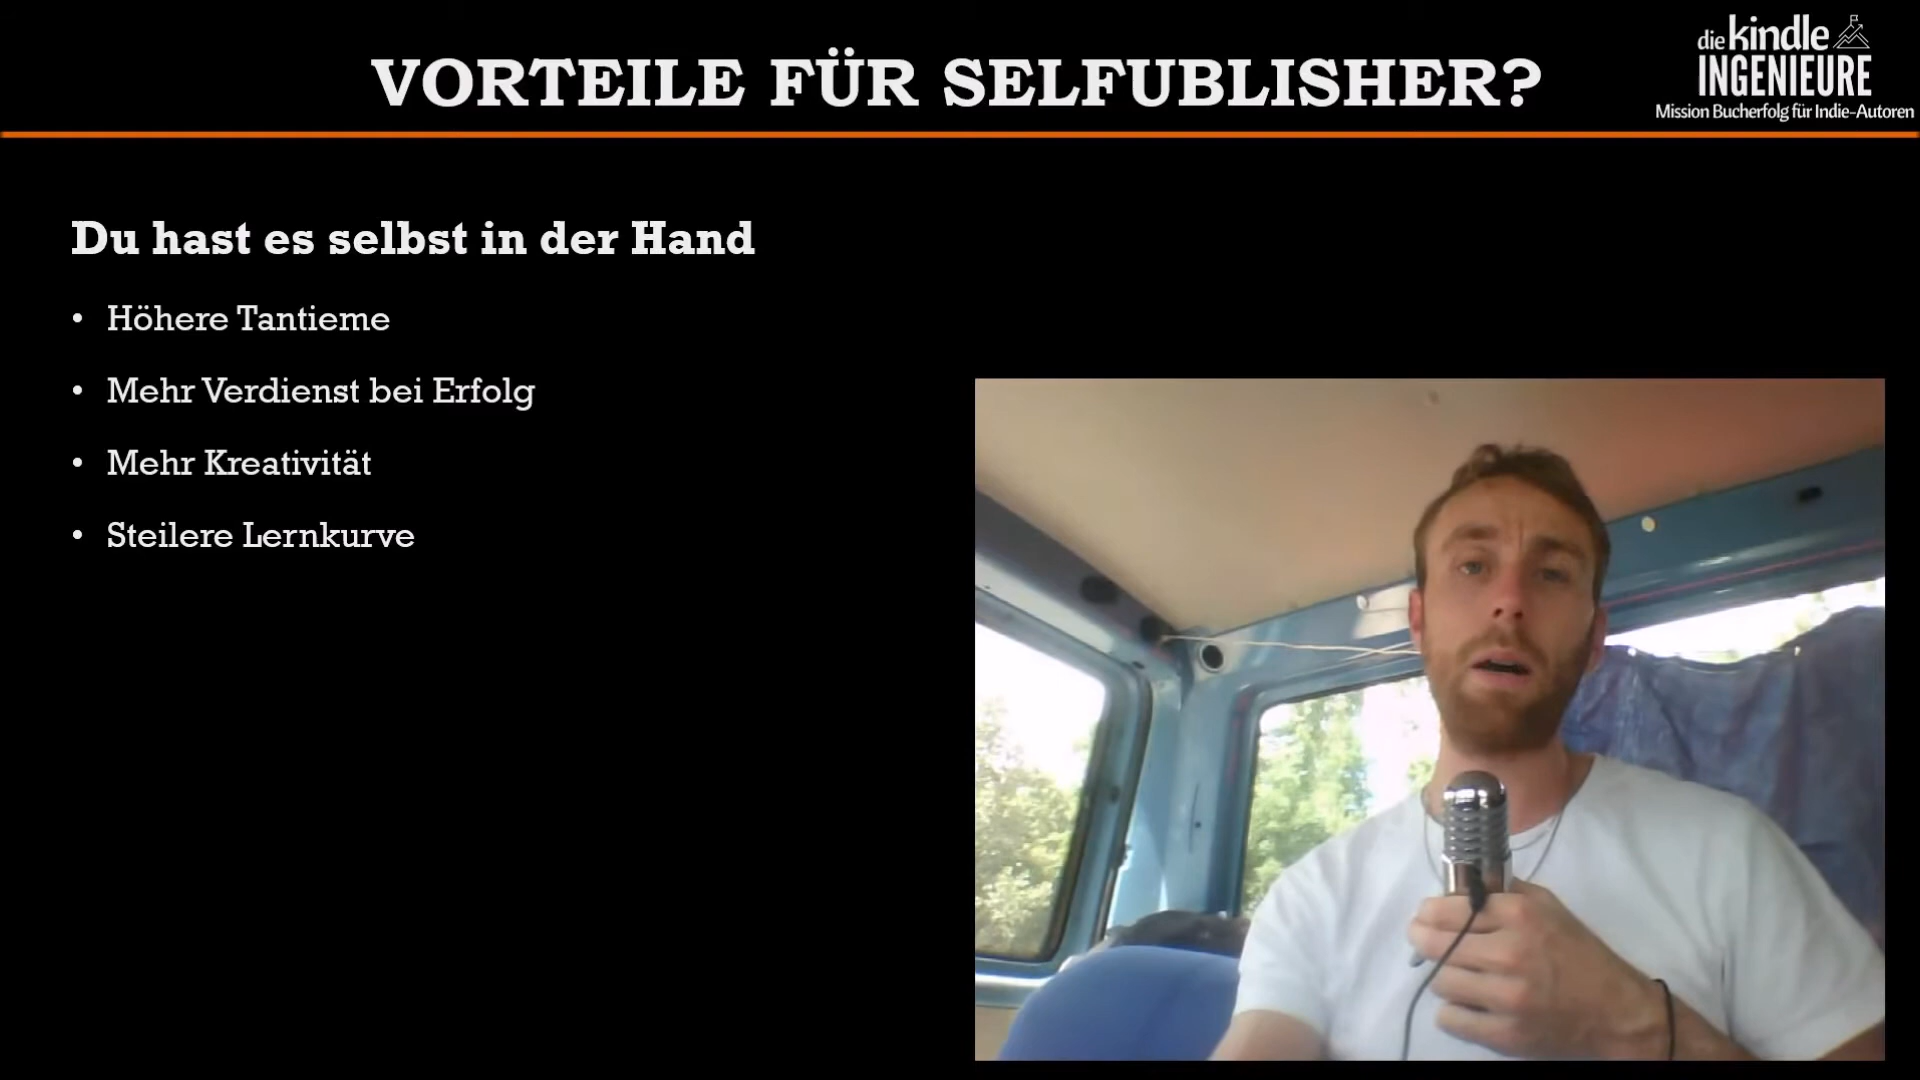 VORTEILE FÜR SELFUBLISHER?
die kindle
INGENIEURE
Mission Bucherfolg für Indie-Autoren
Du hast es selbst in der Hand
• Höhere Tantieme
• Mehr Verdienst bei Erfolg
• Mehr Kreativität
• Steilere Lernkurve